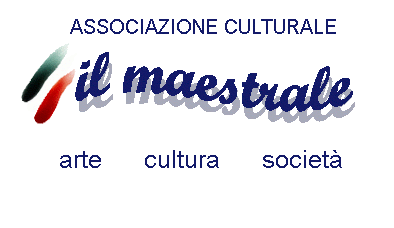 ASSOCIAZIONE CULTURALE
il maestrale
arte cultura società